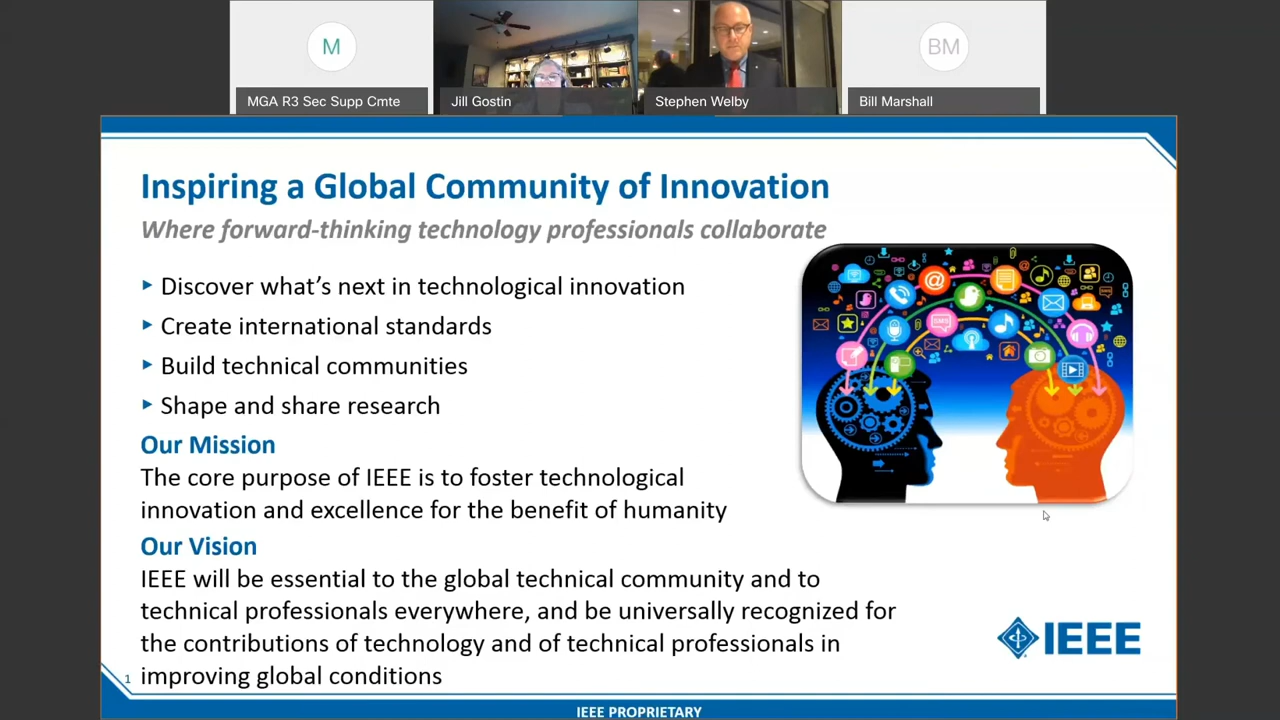 M
BM
MGA R3 Sec Supp Cmte
Jill Gostin
Stephen Welby
Bill Marshall
Inspiring a Global Community of Innovation
Where forward-thinking technology professionals collaborate
Discover what's next in technological innovation
Create international standards
Build technical communities
Shape and share research
Our Mission
The core purpose of IEEE is to foster technological
innovation and excellence for the benefit of humanity
Our Vision
IEEE will be essential to the global technical community and to
technical professionals everywhere, and be universally recognized for
the contributions of technology and of technical professionals in
improving global conditions
SMS
@
IEEE
1
IEEE PROPRIETARY